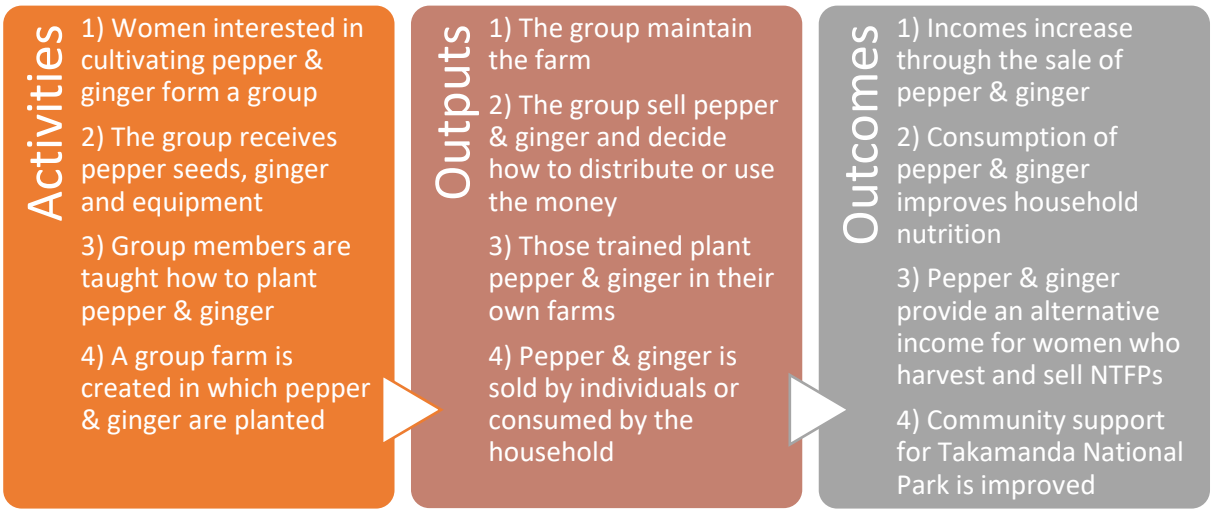 Activities
1) Women interested in
cultivating pepper &
ginger form a group
2) The group receives
pepper seeds, ginger
and equipment
3) Group members are
taught how to plant
pepper & ginger
4) A group farm is
created in which pepper
& ginger are planted
Outputs
1) The group maintain
the farm
2) The group sell pepper
& ginger and decide
how to distribute or use
the money
3) Those trained plant
pepper & ginger in their
own farms
4) Pepper & ginger is
sold by individuals or
consumed by the
household
Outcomes
1) Incomes increase
through the sale of
pepper & ginger
2) Consumption of
pepper & ginger
improves household
nutrition
3) Pepper & ginger
provide an alternative
income for women who
harvest and sell NTFPs
4) Community support
for Takamanda National
Park is improved